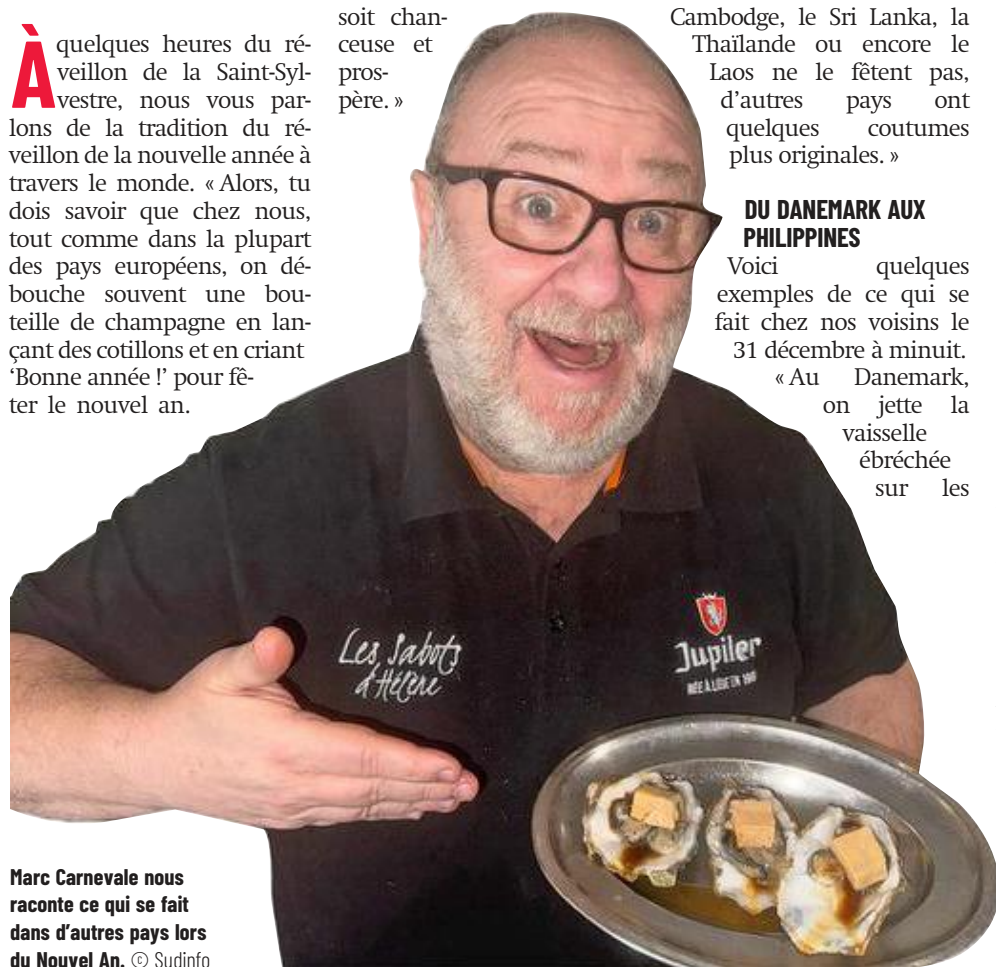 À quelques heures du ré-
veillon de la Saint-Syl-
vestre, nous vous par-
lons de la tradition du ré-
veillon de la nouvelle année à
travers le monde. « Alors, tu
dois savoir que chez nous,
tout comme dans la plupart
des pays européens, on dé-
bouche souvent une bou-
teille de champagne en lan-
çant des cotillons et en criant
‘Bonne année !’ pour fê-
ter le nouvel an.
soit chan-
ceuse et
pros-
père. »
Cambodge, le Sri Lanka, la
Thaïlande ou encore le
Laos ne le fêtent pas,
d’autres pays ont
quelques coutumes
plus originales. »
DU DANEMARK AUX
PHILIPPINES
Voici quelques
exemples de ce qui se
fait chez nos voisins le
31 décembre à minuit.
« Au Danemark,
on jette la
vaisselle
ébréchée
sur les
Les Sabots
d'Hélène
Jupiler
NÉE À LIÈGE EN
Marc Carnevale nous
raconte ce qui se fait
dans d’autres pays lors
du Nouvel An. © Sudinfo